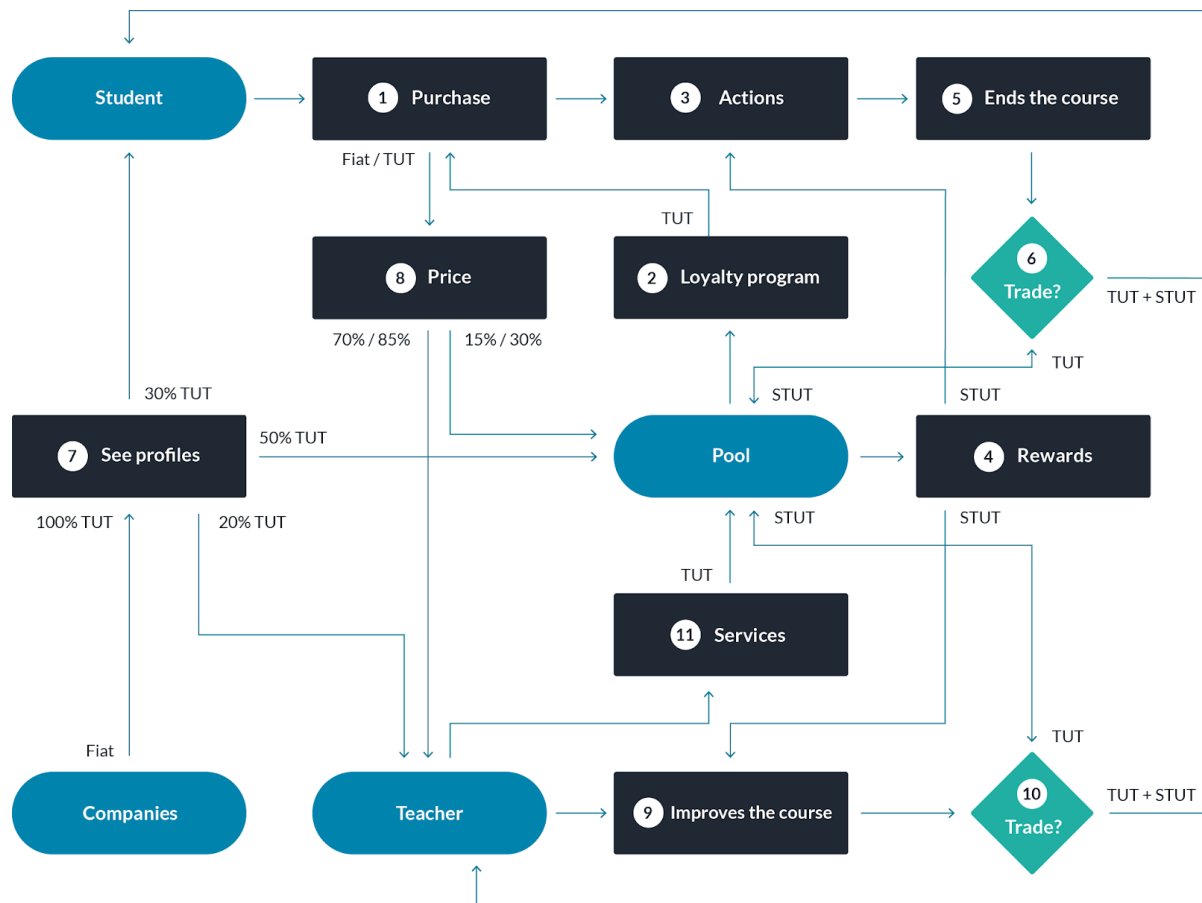 Student
1 Purchase
3 Actions
5 Ends the course
Fiat / TUT
TUT
8 Price
2 Loyalty program
6
Trade?
TUT + STUT
70% / 85%
15% / 30%
TUT
30% TUT
STUT
STUT
7 See profiles
50% TUT
Pool
4 Rewards
100% TUT
20% TUT
STUT
STUT
TUT
11 Services
Fiat
TUT
Companies
Teacher
9 Improves the course
10
Trade?
TUT + STUT